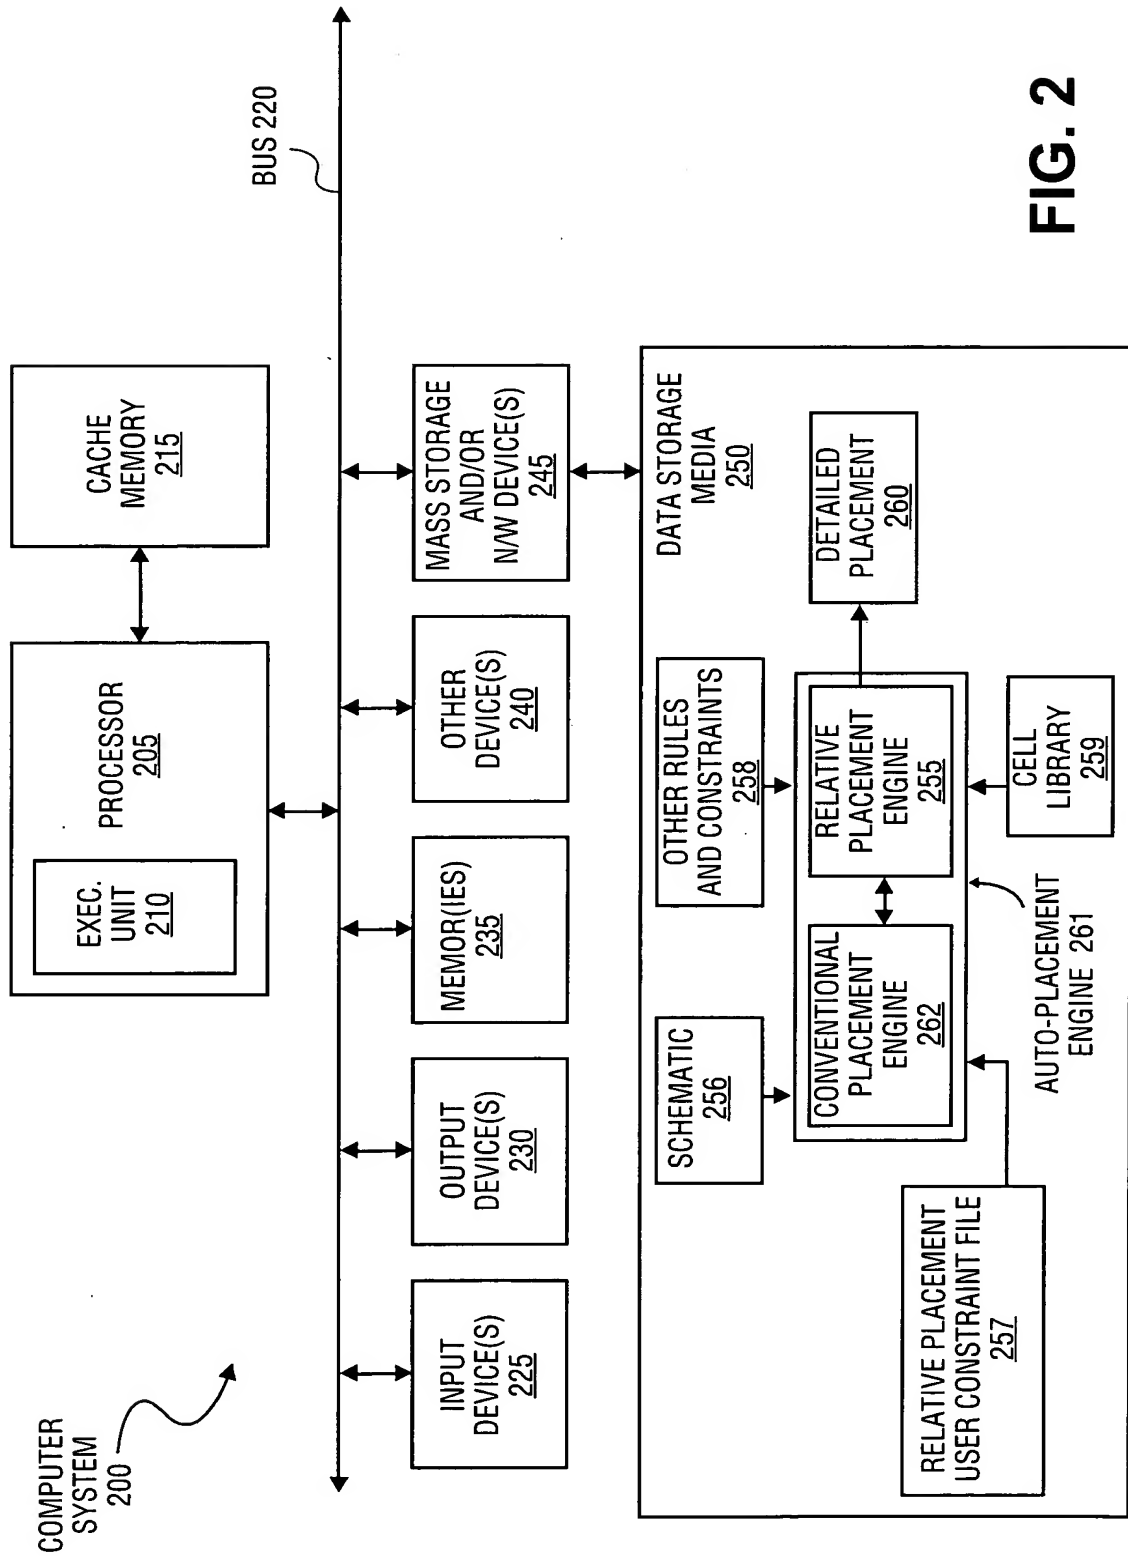 COMPUTER
SYSTEM
200
PROCESSOR
205
EXEC.
UNIT
210
CACHE
MEMORY
215
BUS 220
INPUT
DEVICE(S)
225
OUTPUT
DEVICE(S)
230
MEMOR(IES)
235
OTHER
DEVICE(S)
240
MASS STORAGE
AND/OR
N/W DEVICE(S)
245
DATA STORAGE
MEDIA
250
SCHEMATIC
256
OTHER RULES
AND CONSTRAINTS
258
CONVENTIONAL
PLACEMENT
ENGINE
262
RELATIVE
PLACEMENT
ENGINE
255
DETAILED
PLACEMENT
260
RELATIVE PLACEMENT
USER CONSTRAINT FILE
257
AUTO-PLACEMENT
ENGINE 261
CELL
LIBRARY
259
FIG. 2